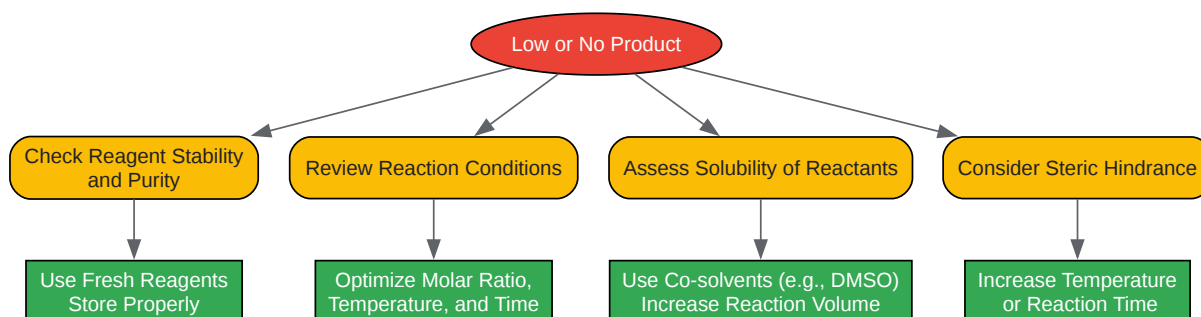 Low or No Product
Check Reagent Stability
and Purity
Review Reaction Conditions
Assess Solubility of Reactants
Consider Steric Hindrance
Use Fresh Reagents
Store Properly
Optimize Molar Ratio,
Temperature, and Time
Use Co-solvents (e.g., DMSO)
Increase Reaction Volume
Increase Temperature
or Reaction Time